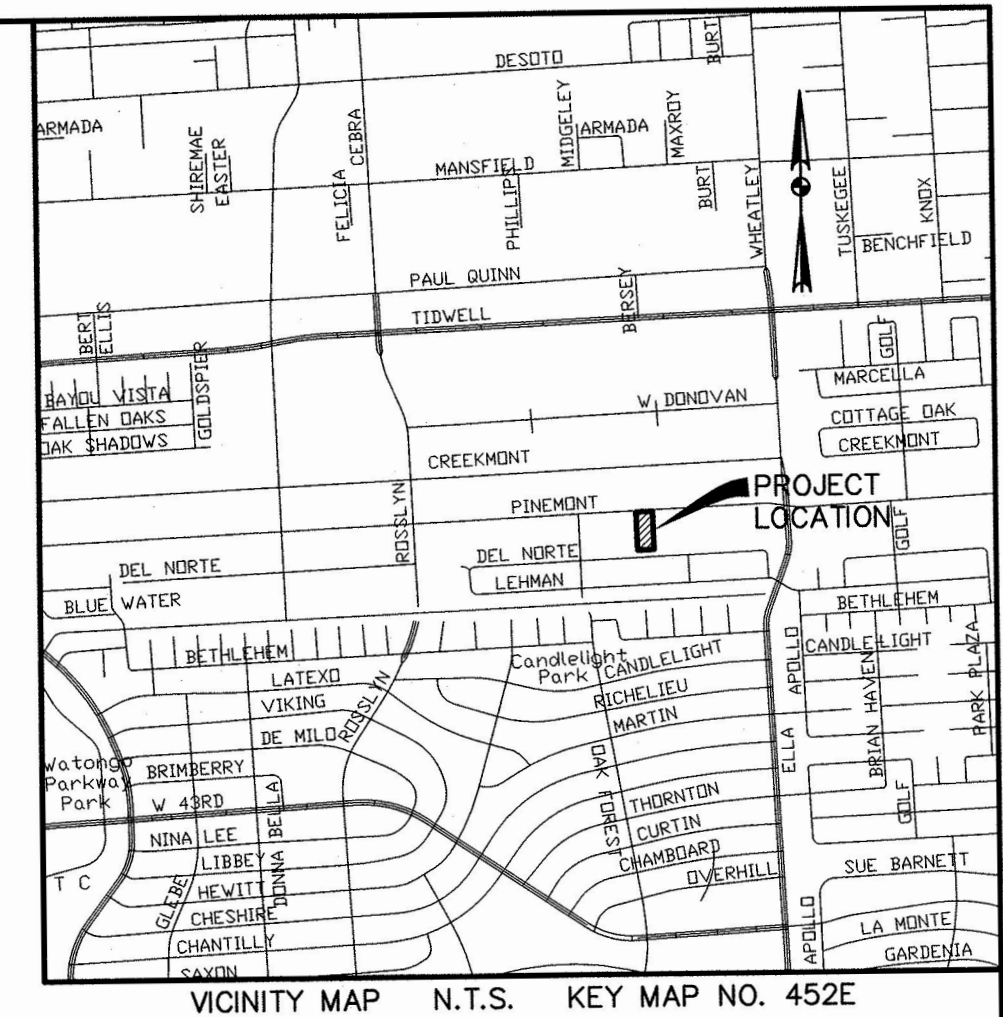 DESOTO
BURT
ARMADA
SHIREMAE
EASTER
CEBRA
FELICIA
MANSFIELD
MIDGELEY
ARMADA
MAXROY
PHILLIPS
BURT
WHEATLEY
TUSKEGEE
KNOX
BENCHFIELD
PAUL QUINN
TIDWELL
BERSEY
BERT
ELLIS
GOLDSPIER
BAYOU VISTA
FALLEN OAKS
OAK SHADOWS
GOLF
MARCELLA
W DONOVAN
COTTAGE OAK
CREEKMONT
CREEKMONT
ROSSLYN
PINEMONT
PROJECT
LOCATION
GOLF
DEL NORTE
DEL NORTE
LEHMAN
BLUE WATER
BETHLEHEM
BETHLEHEM
LATEXO
VIKING
ROSSLYN
DE MILO
Candlelight
Park
CANDLELIGHT
RICHELIEU
MARTIN
APOLLO
CANDLELIGHT
BRIAN HAVEN
PARK PLAZA
ELLA
Watonga
Parkway
Park
BRIMBERRY
W 43RD
NINA LEE
DONNA BELLA
LIBBEY
HEWITT
GLEBE
CHESHIRE
CHANTILLY
SAXON
T C
OAK FOREST
THORNTON
CURTIN
CHAMBOARD
OVERHILL
GOLF
SUE BARNETT
APOLLO
LA MONTE
GARDENIA
VICINITY MAP N.T.S. KEY MAP NO. 452E